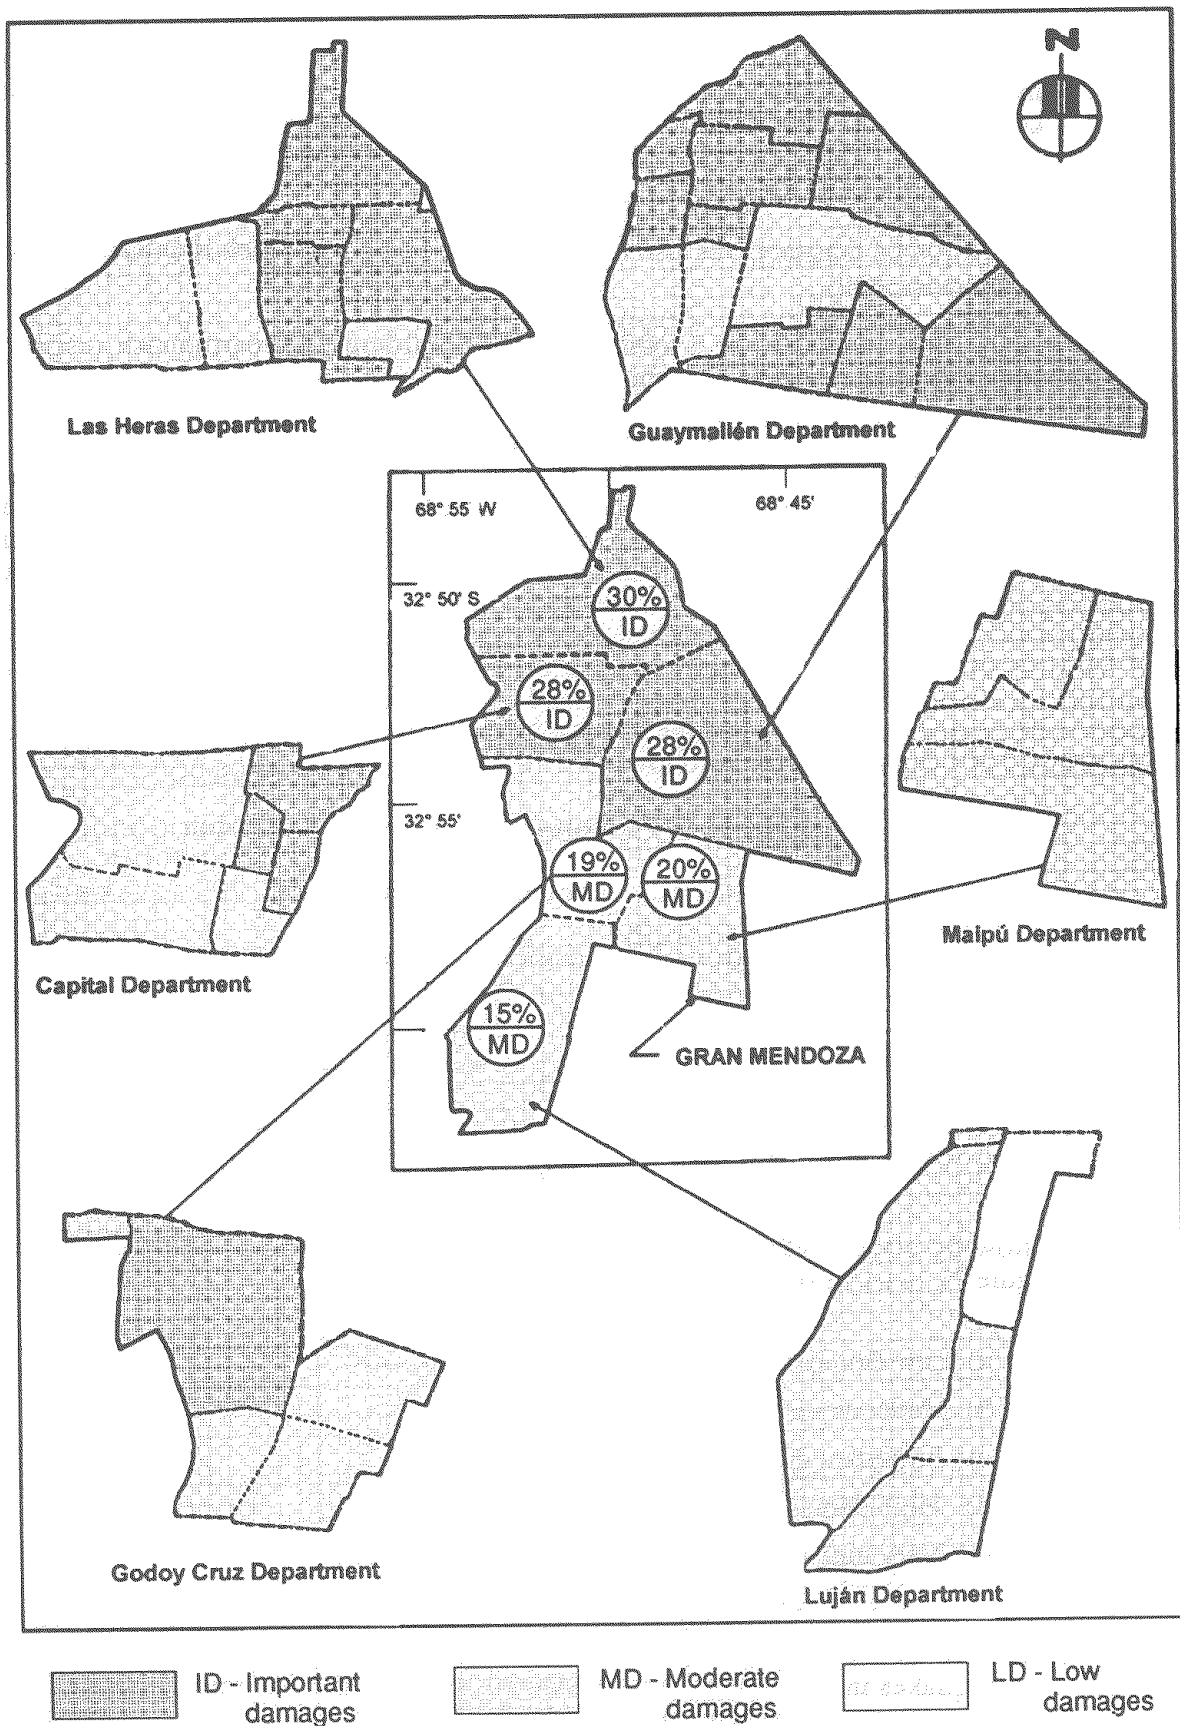 N
Las Heras Department
Guaymallén Department
68° 55' W
68° 45'
32° 50' S
30%
ID
28%
ID
28%
ID
32° 55'
19%
MD
20%
MD
Maipú Department
Capital Department
15%
MD
GRAN MENDOZA
Godoy Cruz Department
Luján Department
ID - Important
damages
MD - Moderate
damages
LD - Low
damages